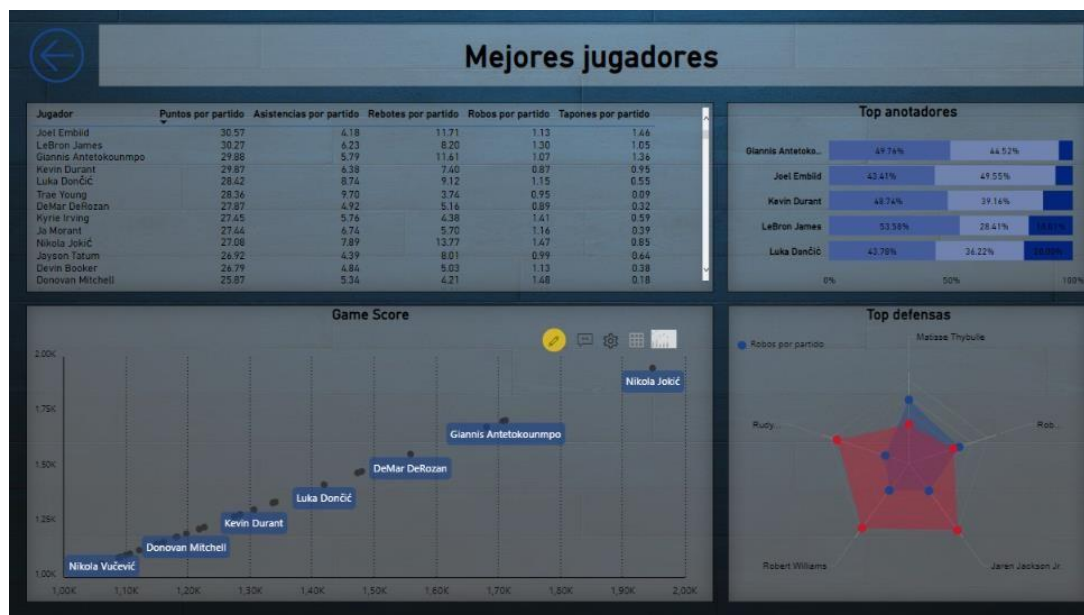 Mejores jugadores
Jugador Puntos por partido Asistencias por partido Rebotes por partido Robos por partido Tapones por partido
Joel Embiid 30.57 4.18 11.71 1.13 1.46
LeBron James 30.27 6.23 8.20 1.30 1.05
Giannis Antetokounmpo 29.88 5.79 11.61 1.07 1.36
Kevin Durant 29.87 6.38 7.40 0.87 0.95
Luka Dončić 28.42 8.74 9.12 1.15 0.55
Trae Young 28.36 9.70 3.74 0.95 0.09
DeMar DeRozan 27.87 4.92 5.16 0.89 0.32
Kyrie Irving 27.45 5.76 4.38 1.41 0.59
Ja Morant 27.44 6.74 5.70 1.16 0.39
Nikola Jokić 27.08 7.89 13.77 1.47 0.85
Jayson Tatum 26.92 4.39 8.01 0.99 0.64
Devin Booker 26.79 4.84 5.03 1.13 0.38
Donovan Mitchell 25.87 5.34 4.21 1.48 0.18
Top anotadores
Giannis Antetoko... 49.76% 44.52%
Joel Embiid 43.41% 49.55%
Kevin Durant 48.74% 39.16%
LeBron James 53.58% 28.41%
Luka Dončić 43.78% 36.22%
0% 50% 100%
Game Score
2.00K
1.75K
1.50K
1.25K
1.00K
Nikola Jokić
Giannis Antetokounmpo
DeMar DeRozan
Luka Dončić
Kevin Durant
Donovan Mitchell
Nikola Vučević
1,00K 1,10K 1,20K 1,30K 1,40K 1,50K 1,60K 1,70K 1,80K 1,90K 2,00K
Top defensas
Robos por partido
Matisse Thybulle
Rudy...
Rob...
Robert Williams
Jaren Jackson Jr.